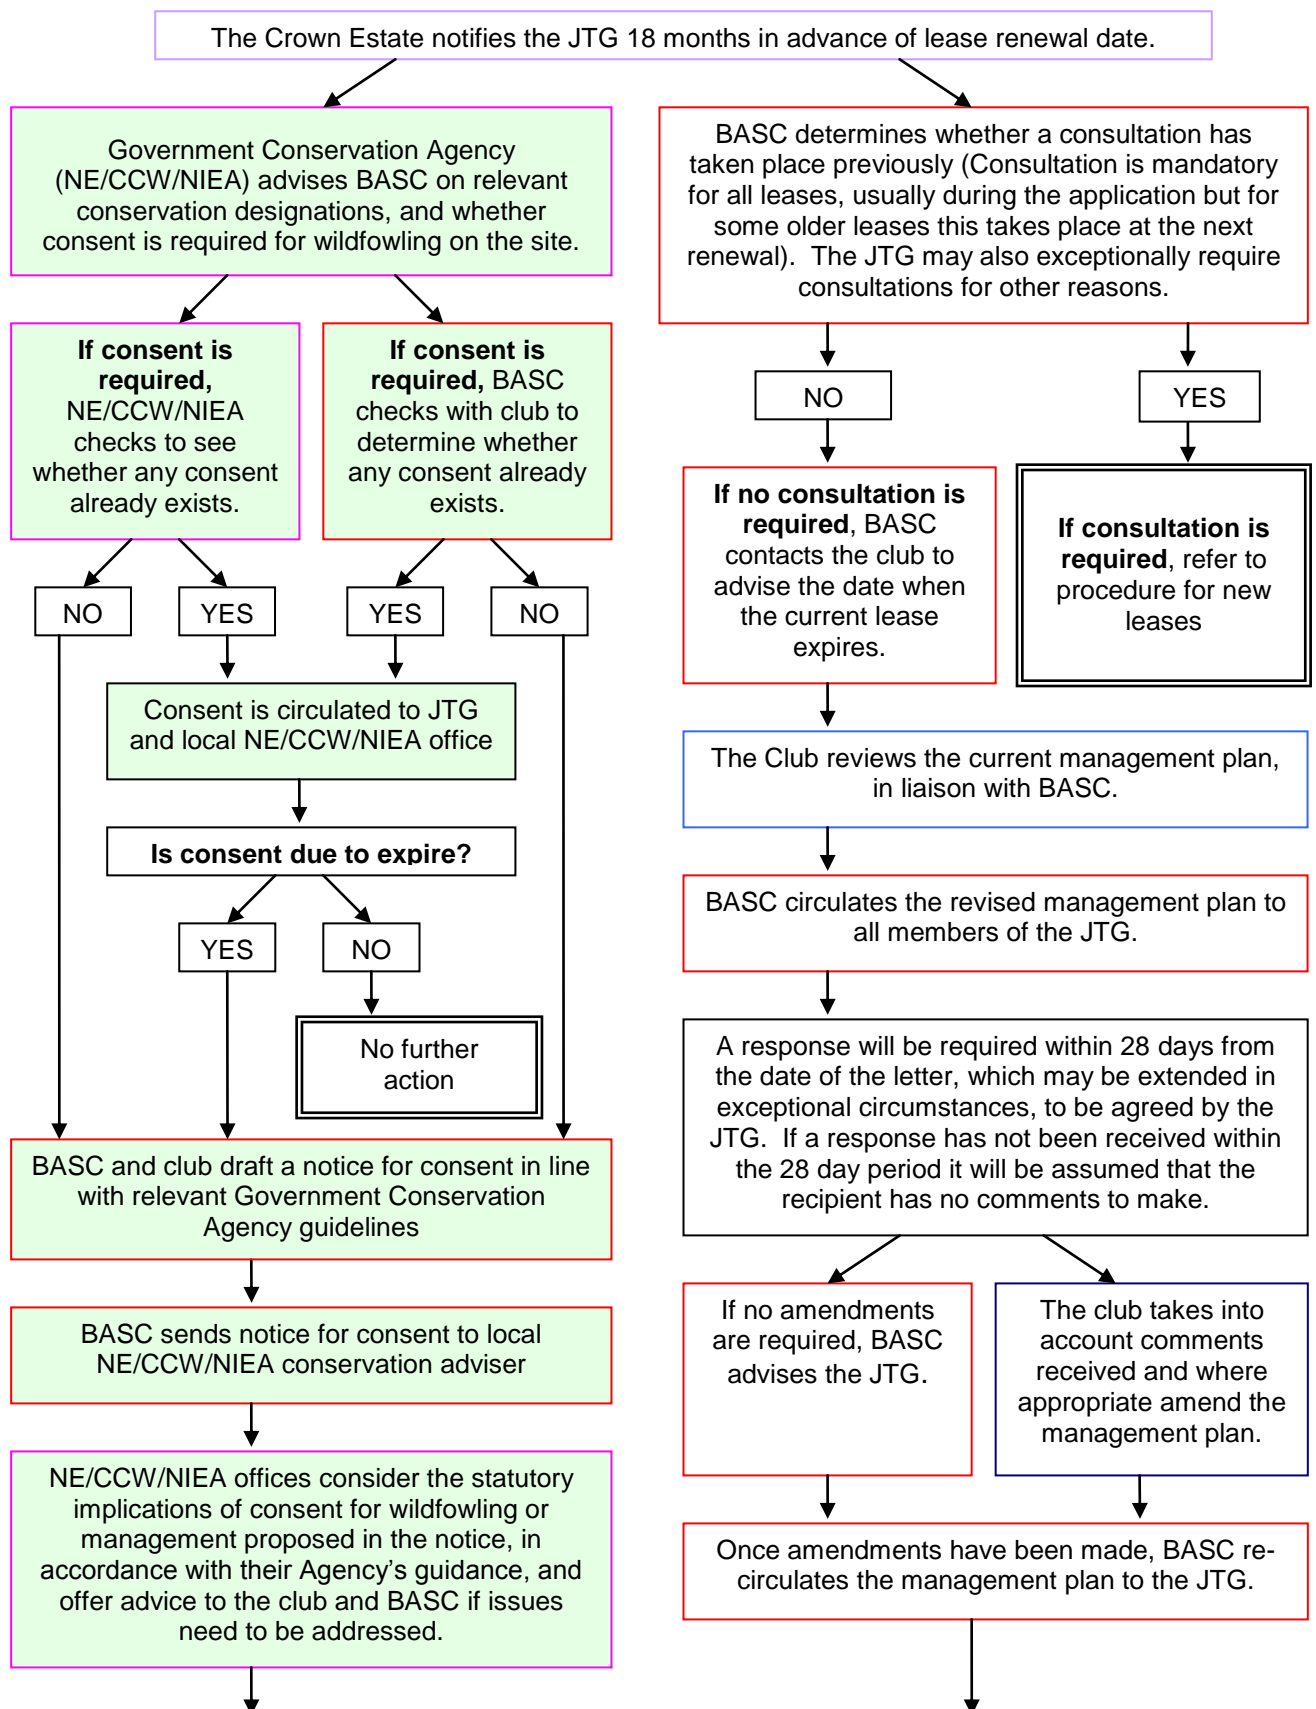 The Crown Estate notifies the JTG 18 months in advance of lease renewal date.
Government Conservation Agency
(NE/CCW/NIEA) advises BASC on relevant
conservation designations, and whether
consent is required for wildfowling on the site.
If consent is
required,
NE/CCW/NIEA
checks to see
whether any consent
already exists.
If consent is
required, BASC
checks with club to
determine whether
any consent already
exists.
NO
YES
YES
NO
Consent is circulated to JTG
and local NE/CCW/NIEA office
Is consent due to expire?
YES
NO
No further
action
BASC and club draft a notice for consent in line
with relevant Government Conservation
Agency guidelines
BASC sends notice for consent to local
NE/CCW/NIEA conservation adviser
NE/CCW/NIEA offices consider the statutory
implications of consent for wildfowling or
management proposed in the notice, in
accordance with their Agency's guidance, and
offer advice to the club and BASC if issues
need to be addressed.
BASC determines whether a consultation has
taken place previously (Consultation is mandatory
for all leases, usually during the application but for
some older leases this takes place at the next
renewal).  The JTG may also exceptionally require
consultations for other reasons.
NO
YES
If no consultation is
required, BASC
contacts the club to
advise the date when
the current lease
expires.
If consultation is
required, refer to
procedure for new
leases
The Club reviews the current management plan,
in liaison with BASC.
BASC circulates the revised management plan to
all members of the JTG.
A response will be required within 28 days from
the date of the letter, which may be extended in
exceptional circumstances, to be agreed by the
JTG.  If a response has not been received within
the 28 day period it will be assumed that the
recipient has no comments to make.
If no amendments
are required, BASC
advises the JTG.
The club takes into
account comments
received and where
appropriate amend the
management plan.
Once amendments have been made, BASC re-
circulates the management plan to the JTG.